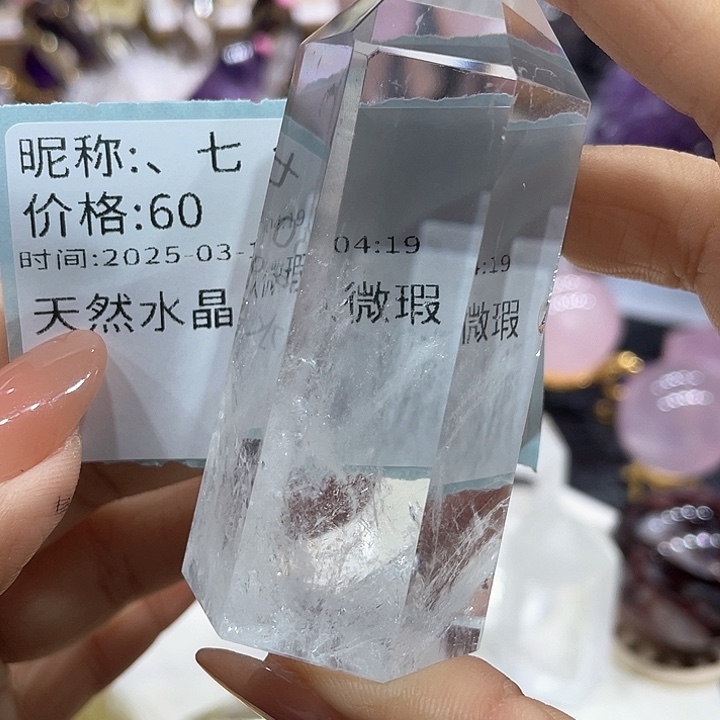 昵称:、七
价格:60
时间:2025-03- 04:19
天然水晶 微瑕